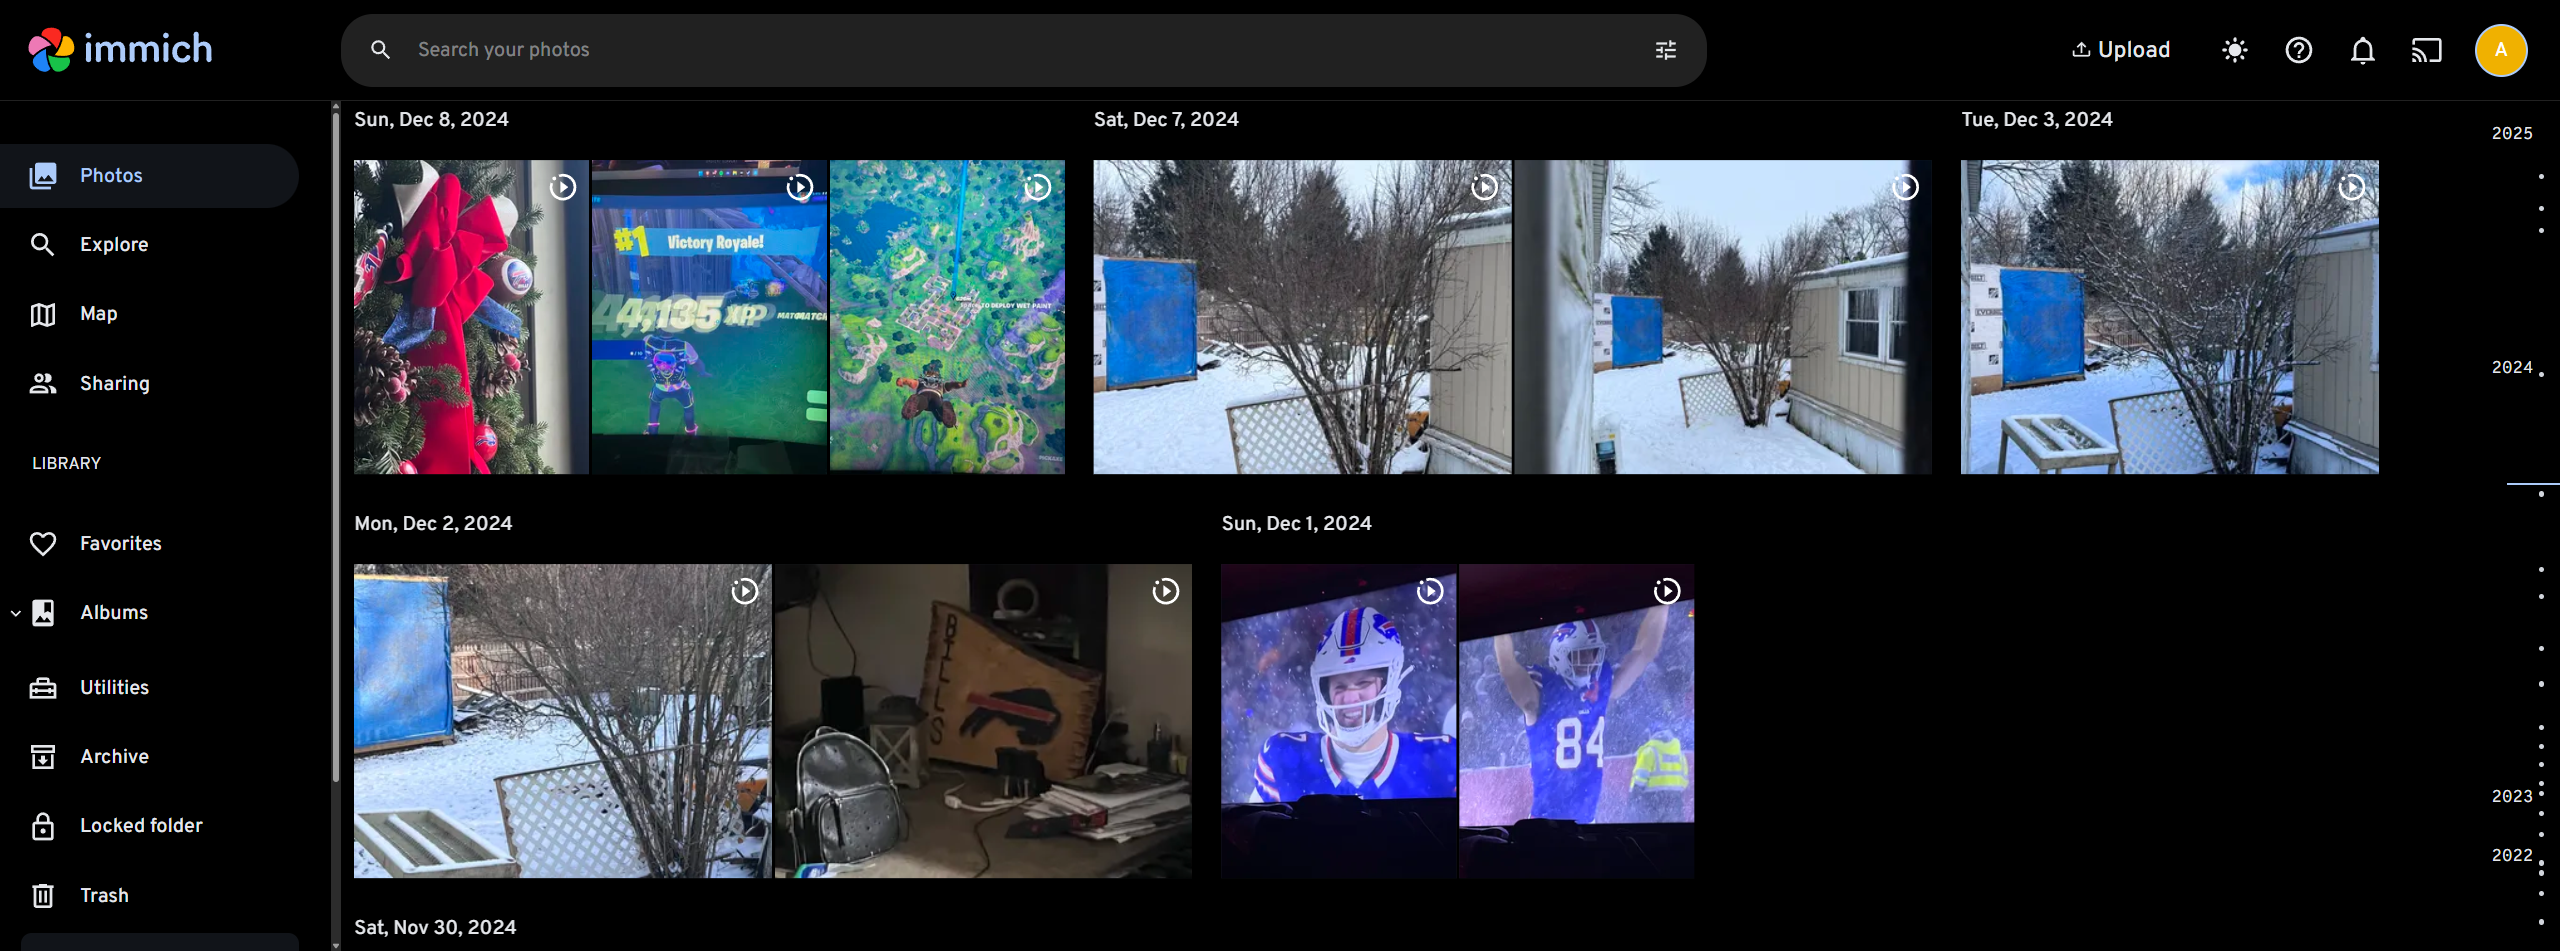 immich
Search your photos
Upload
A
Photos
Explore
Map
Sharing
LIBRARY
Favorites
Albums
Utilities
Archive
Locked folder
Trash
Sun, Dec 8, 2024
#1 Victory Royale!
44,135 XP
Sat, Dec 7, 2024
Tue, Dec 3, 2024
Mon, Dec 2, 2024
BILLS
Sun, Dec 1, 2024
84
Sat, Nov 30, 2024
2025
2024
2023
2022